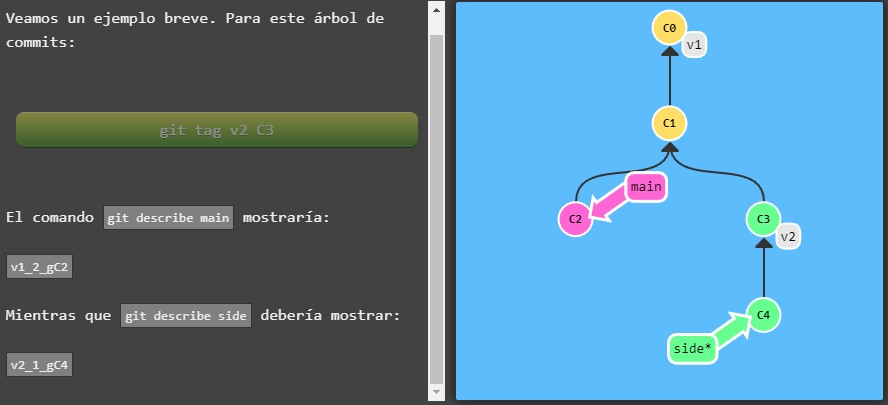 Veamos un ejemplo breve. Para este árbol de
commits:
git tag v2 C3
El comando git describe main mostraría:
v1_2_gC2
Mientras que git describe side debería mostrar:
v2_1_gC4
C0
v1
C1
main
C2
C3
v2
C4
side*